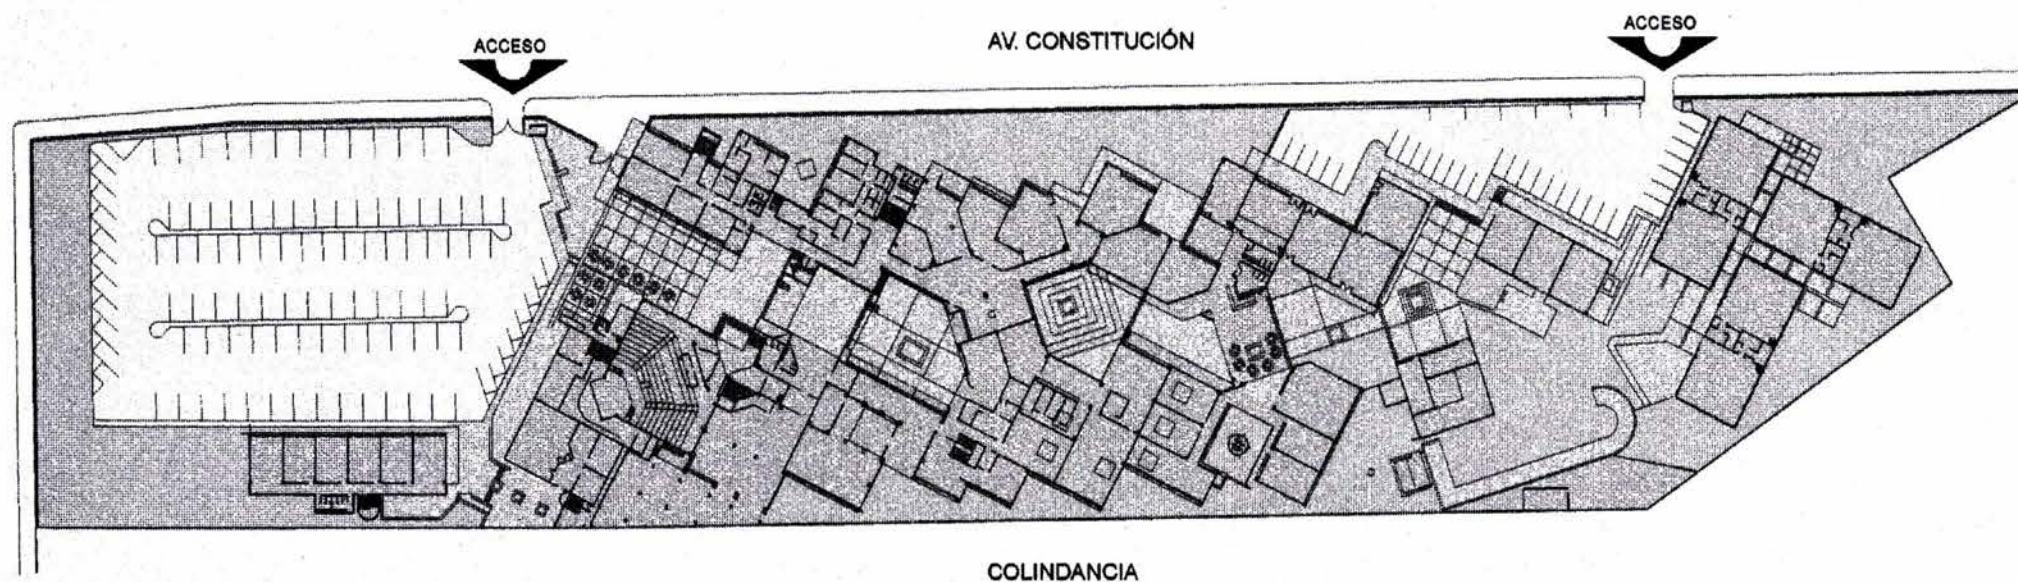 ACCESO
AV. CONSTITUCIÓN
ACCESO
COLINDANCIA